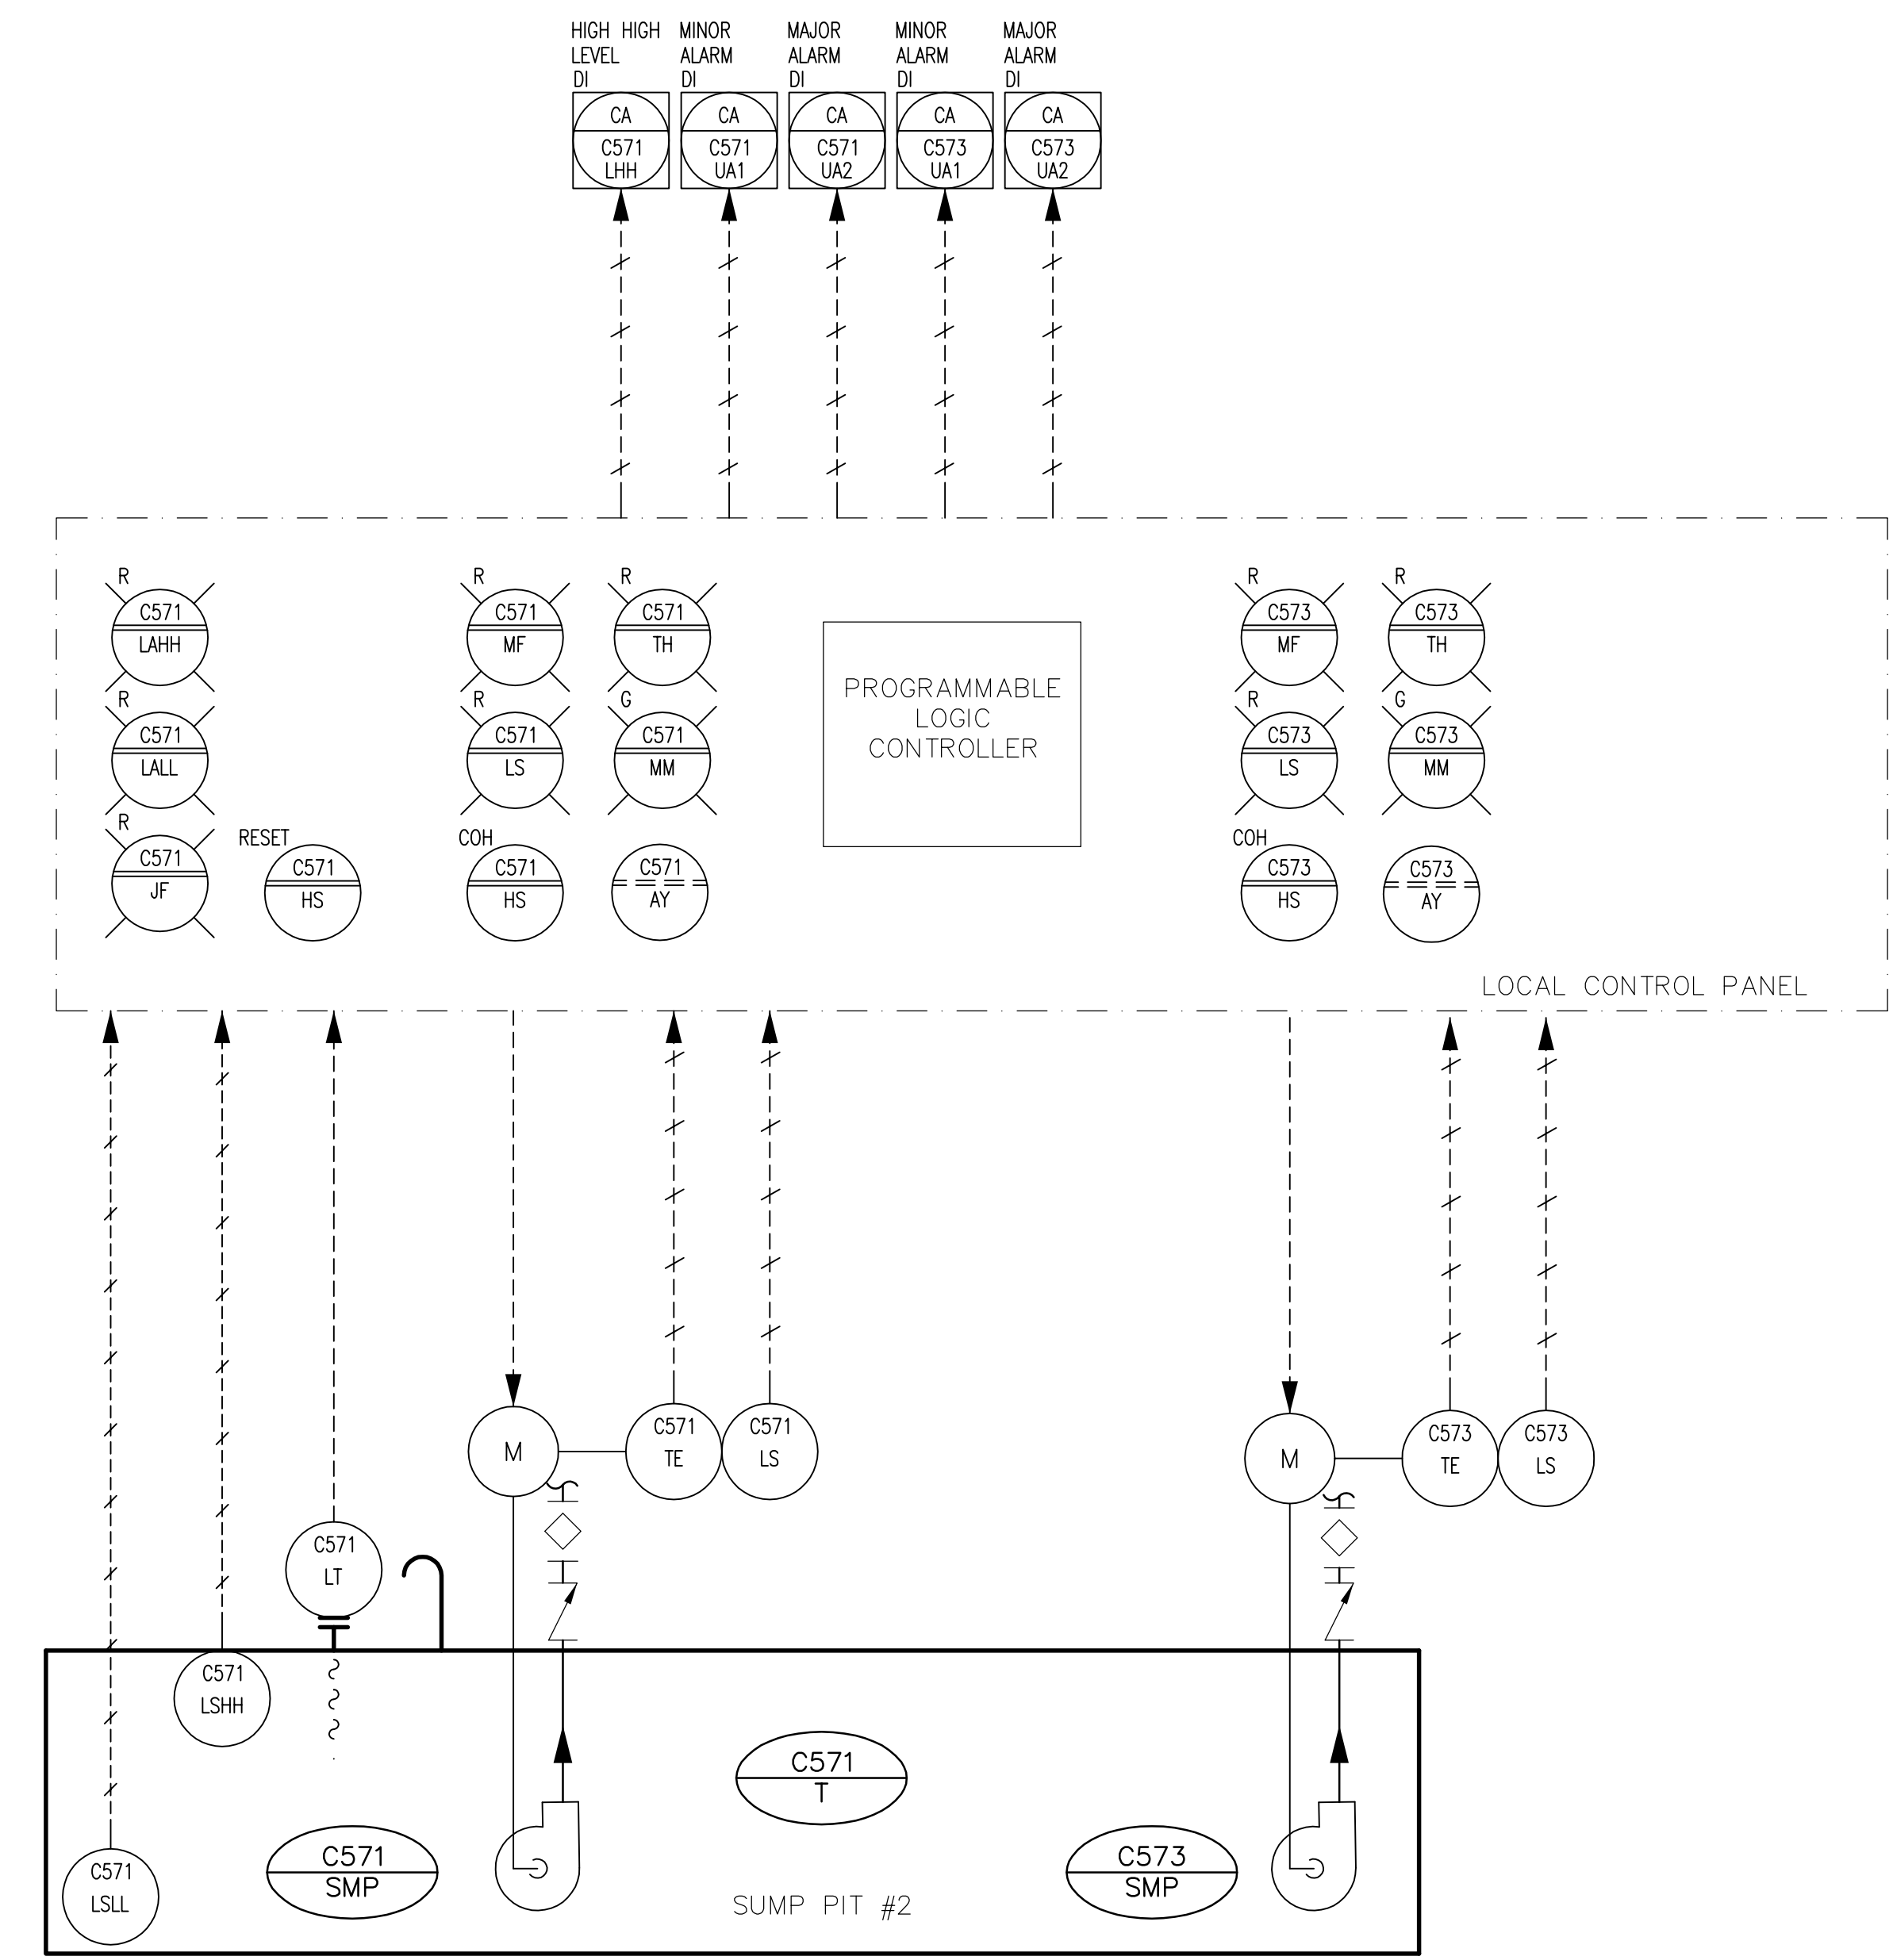 HIGH HIGH
LEVEL
DI
MINOR
ALARM
DI
MAJOR
ALARM
DI
MINOR
ALARM
DI
MAJOR
ALARM
DI
CA
C571
LHH
CA
C571
UA1
CA
C571
UA2
CA
C573
UA1
CA
C573
UA2
R
C571
LAHH
R
C571
MF
R
C571
TH
R
C573
MF
R
C573
TH
PROGRAMMABLE
LOGIC
CONTROLLER
R
C571
LALL
R
C571
LS
G
C571
MM
R
C573
LS
G
C573
MM
R
C571
JF
RESET
C571
HS
COH
C571
HS
C571
AY
COH
C573
HS
C573
AY
LOCAL CONTROL PANEL
M
C571
TE
C571
LS
M
C573
TE
C573
LS
C571
LT
C571
LSHH
C571
T
C571
LSLL
C571
SMP
SUMP PIT #2
C573
SMP